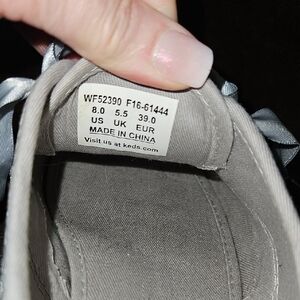 WF52390 F16-61444
8.0 5.5 39.0
US UK EUR
MADE IN CHINA
Visit us at keds.com